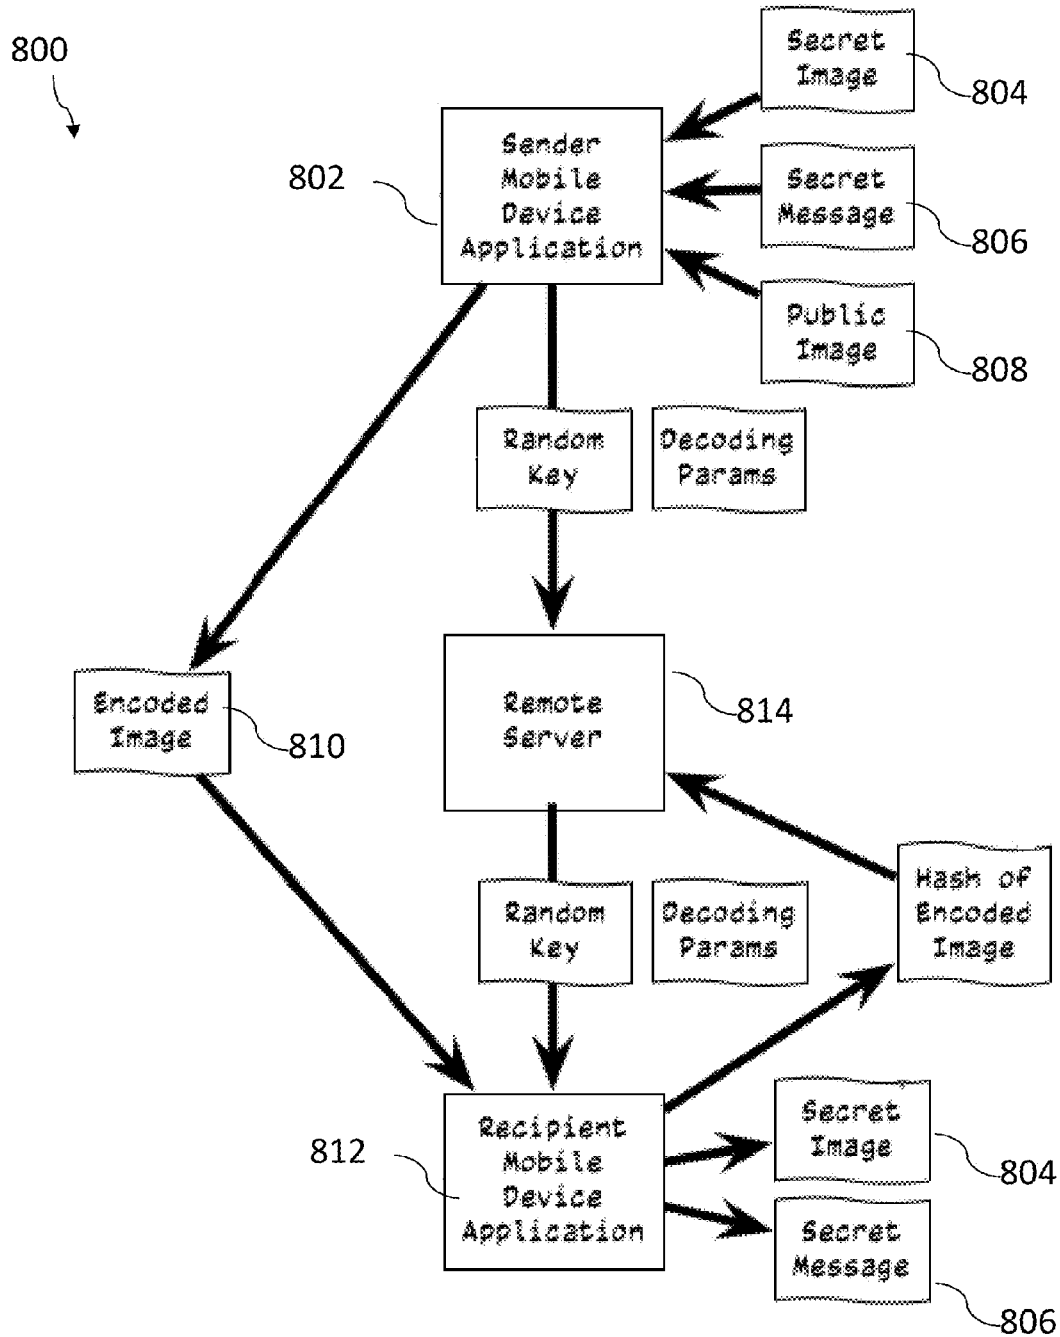 800
Secret
Image
804
Sender
Mobile
Device
Application
802
Secret
Message
806
Public
Image
808
Random
Key
Decoding
Params
Remote
Server
814
Encoded
Image
810
Random
Key
Decoding
Params
Hash of
Encoded
Image
Recipient
Mobile
Device
Application
812
Secret
Image
804
Secret
Message
806